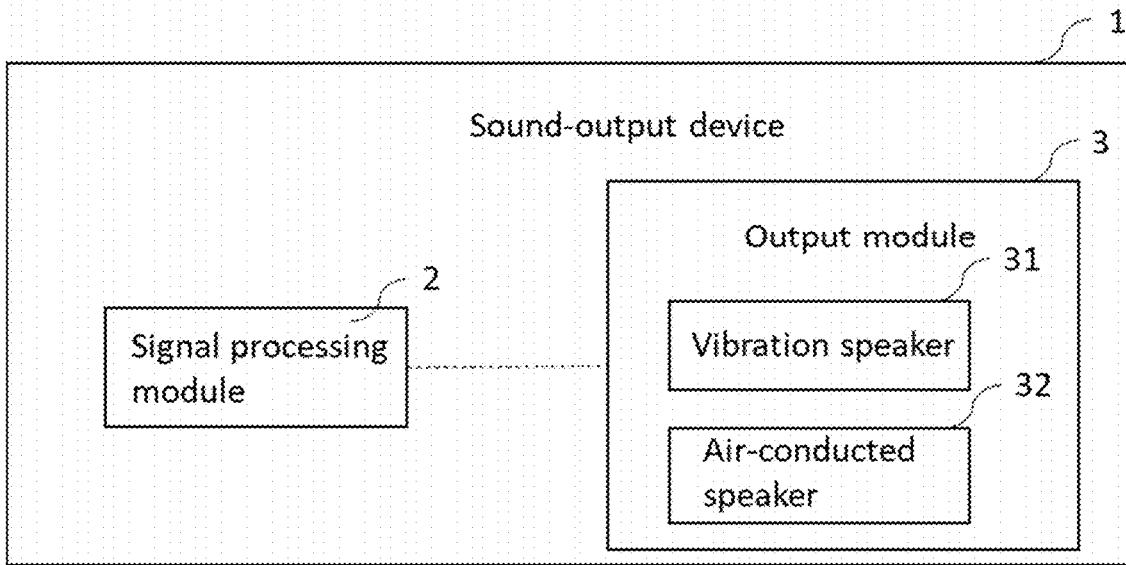 1
Sound-output device
3
Output module
31
Vibration speaker
32
Air-conducted
speaker
2
Signal processing
module